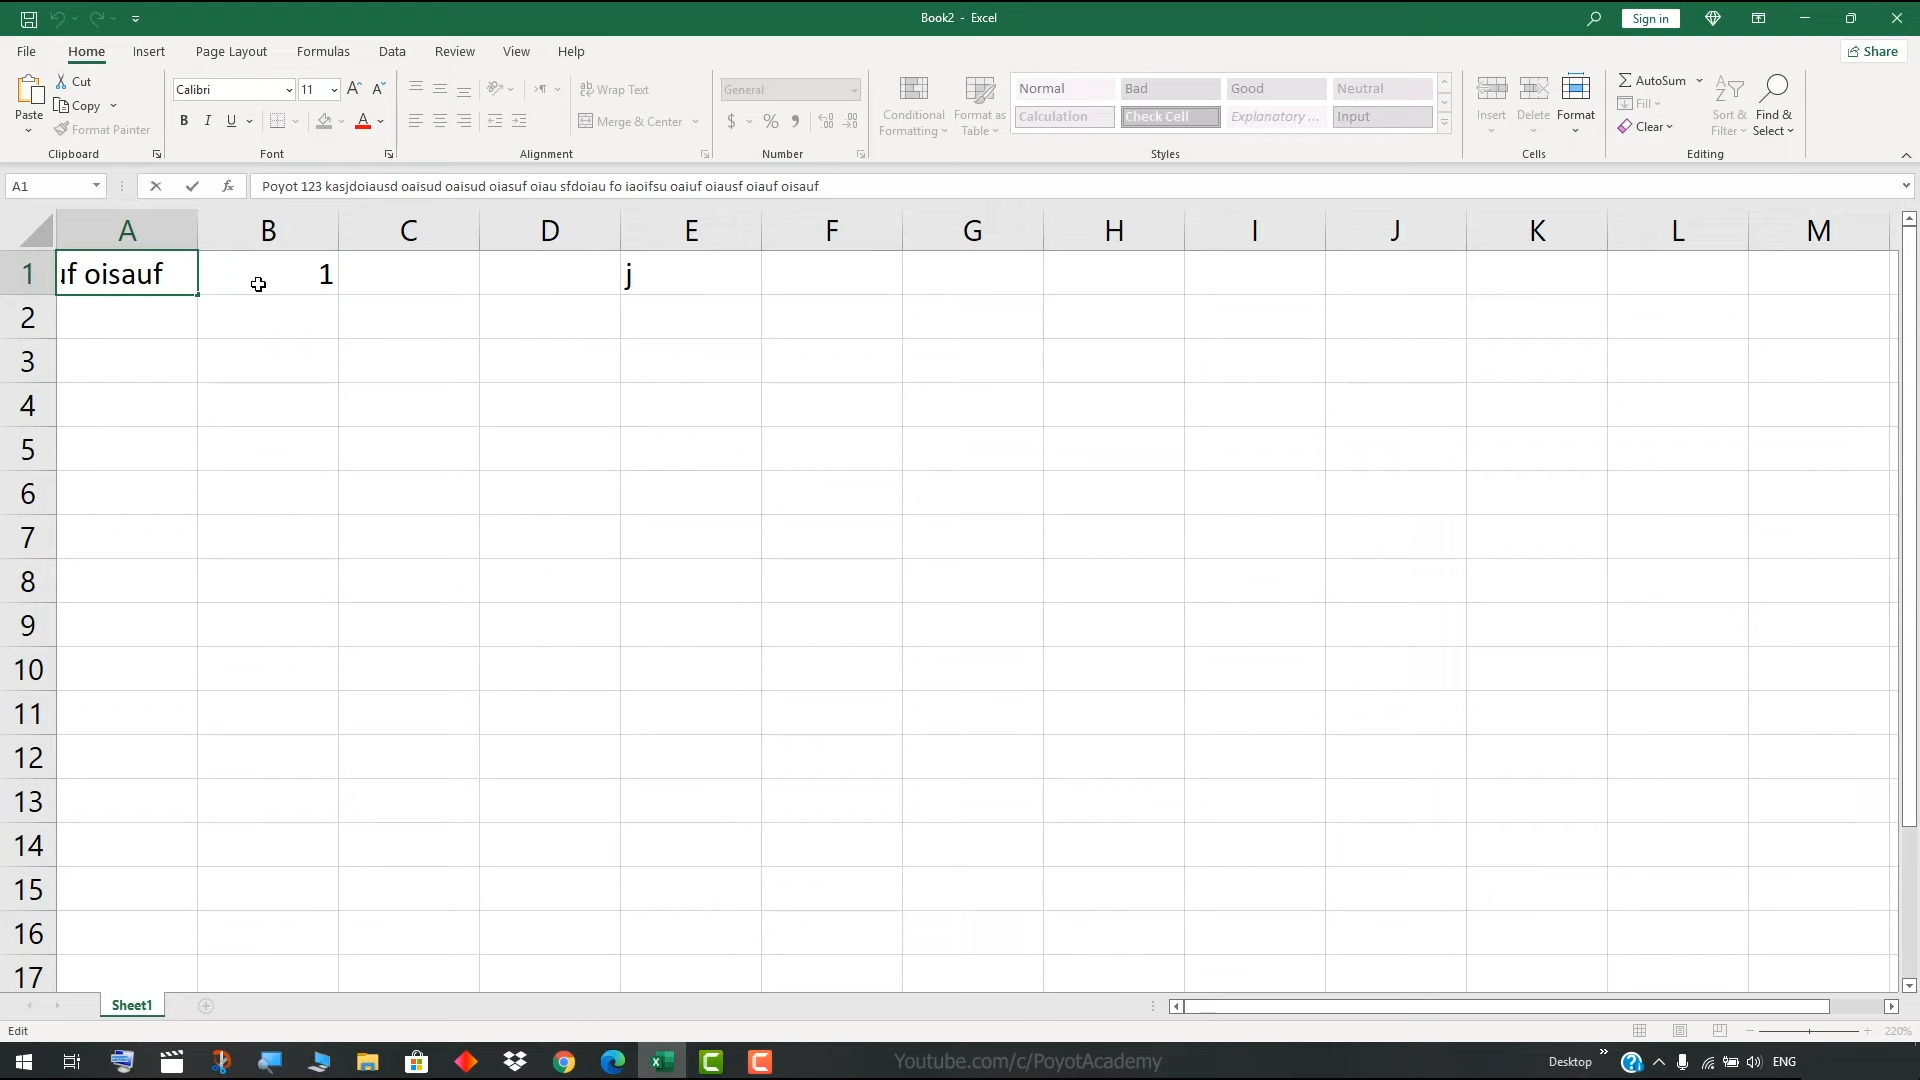 Book2 - Excel
Sign in
File Home Insert Page Layout Formulas Data Review View Help
Share
Paste
Cut
Copy
Format Painter
Clipboard
Calibri 11
B I U
Font
Wrap Text
Merge & Center
Alignment
General
$ % 9
Number
Conditional Formatting
Format as Table
Normal Bad Good Neutral
Calculation Check Cell Explanatory ... Input
Styles
Insert Delete Format
Cells
AutoSum
Fill
Clear
Sort & Filter
Find & Select
Editing
A1 fx Poyot 123 kasjdoiausd oaisud oaisud oiasuf oiau sfdoiau fo iaoifsu oaiuf oiausf oiauf oisauf
A B C D E F G H I J K L M
1 uf oisauf 1 j
2
3
4
5
6
7
8
9
10
11
12
13
14
15
16
17
Sheet1
Edit
220%
Youtube.com/c/PoyotAcademy
Desktop
ENG